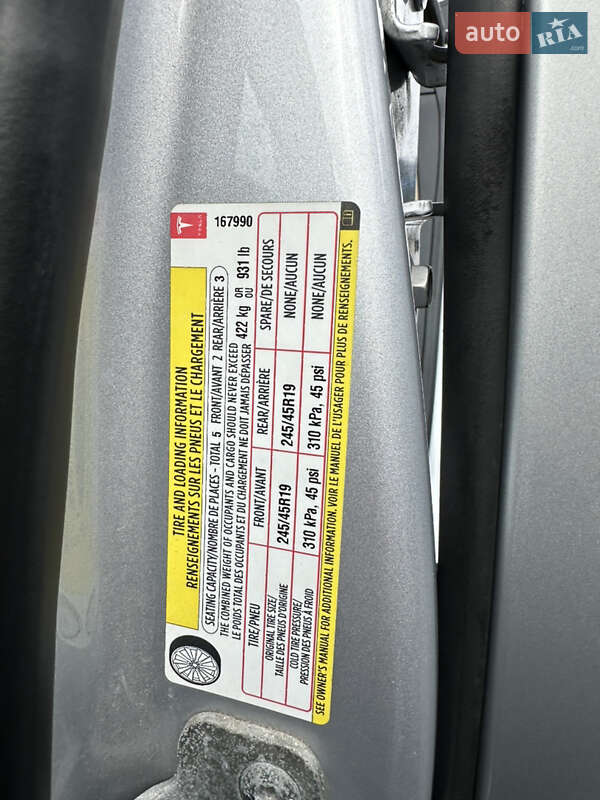 auto RIA.com
TESLA
167990
TIRE AND LOADING INFORMATION
RENSEIGNEMENTS SUR LES PNEUS ET LE CHARGEMENT
SEATING CAPACITY/NOMBRE DE PLACES - TOTAL 5 FRONT/AVANT 2 REAR/ARRIÈRE 3
THE COMBINED WEIGHT OF OCCUPANTS AND CARGO SHOULD NEVER EXCEED
LE POIDS TOTAL DES OCCUPANTS ET DU CHARGEMENT NE DOIT JAMAIS DÉPASSER
422 kg OR OU 931 lb
TIRE/PNEU FRONT/AVANT REAR/ARRIÈRE SPARE/DE SECOURS
ORIGINAL TIRE SIZE/
TAILLE DES PNEUS D'ORIGINE
245/45R19 245/45R19 NONE/AUCUN
COLD TIRE PRESSURE/
PRESSION DES PNEUS À FROID
310 kPa, 45 psi 310 kPa, 45 psi NONE/AUCUN
SEE OWNER'S MANUAL FOR ADDITIONAL INFORMATION. VOIR LE MANUEL DE L'USAGER POUR PLUS DE RENSEIGNEMENTS.